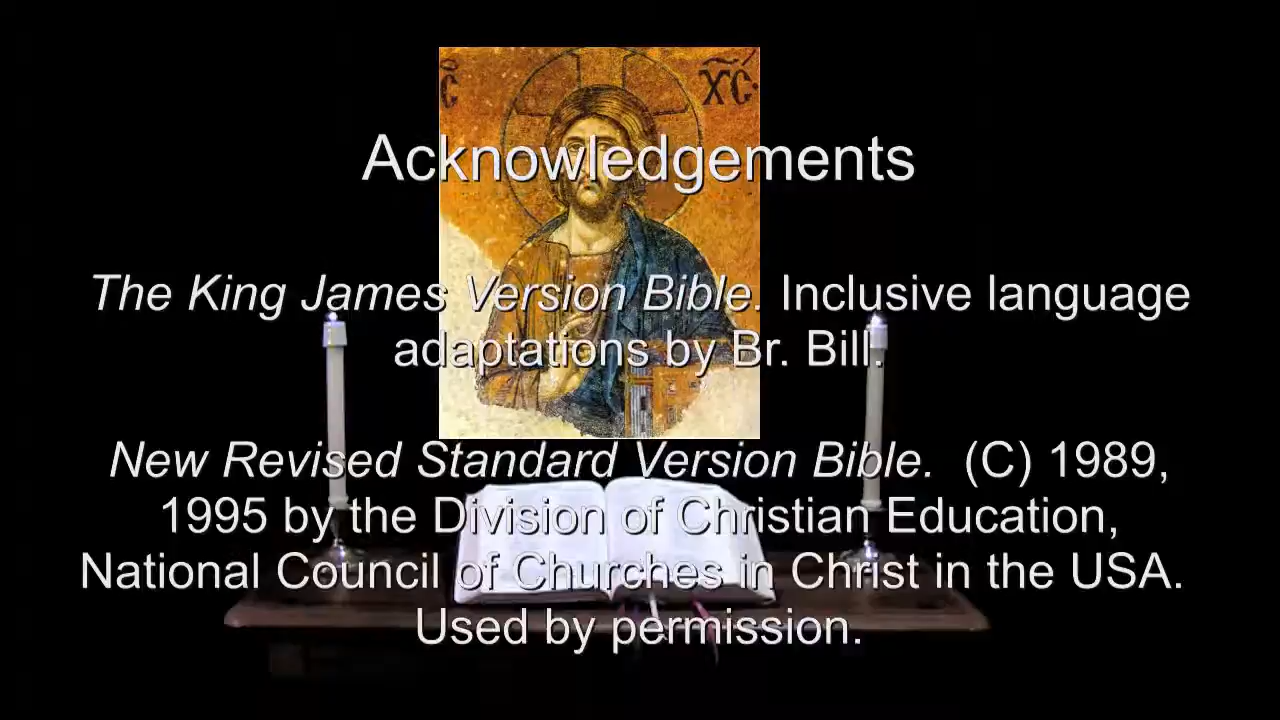 C
XC
Acknowledgements
The King James Version Bible. Inclusive language
adaptations by Br. Bill.
New Revised Standard Version Bible.  (C) 1989,
1995 by the Division of Christian Education,
National Council of Churches in Christ in the USA.
Used by permission.